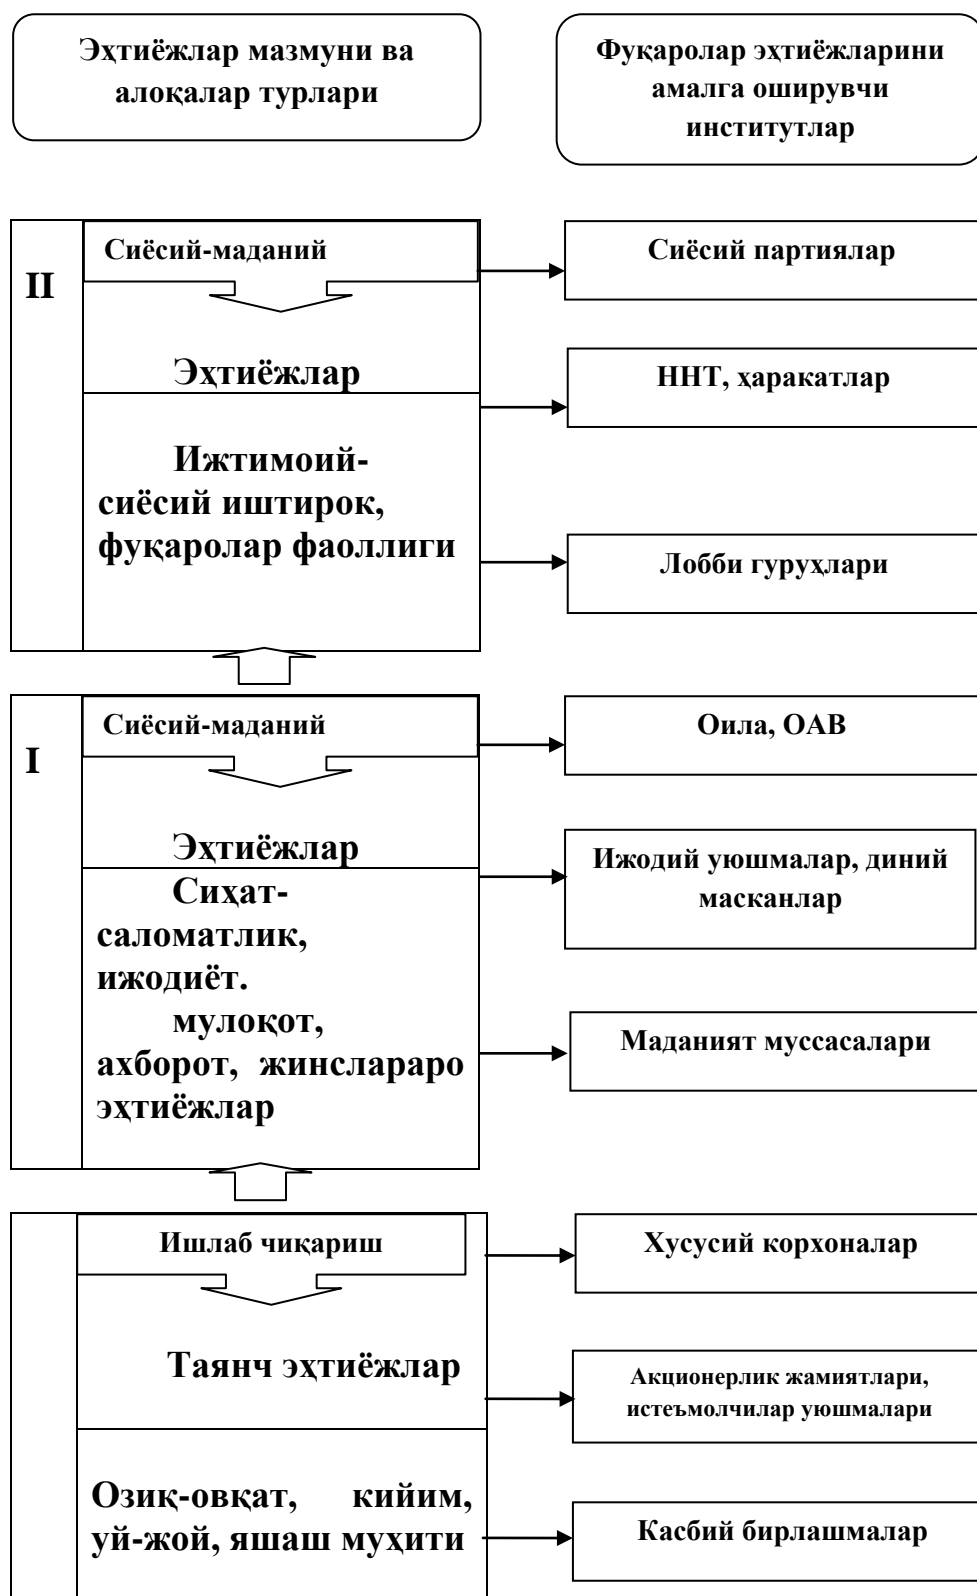 Эҳтиёжлар мазмуни ва
алоқалар турлари
Фуқаролар эҳтиёжларини
амалга оширувчи
институтлар
II
Сиёсий-маданий
Эҳтиёжлар
Ижтимоий-
сиёсий иштирок,
фуқаролар фаоллиги
Сиёсий партиялар
ННТ, ҳаракатлар
Лобби гуруҳлари
I
Сиёсий-маданий
Эҳтиёжлар
Сиҳат-
саломатлик,
ижодиёт.
мулоқот,
ахборот, жинслараро
эҳтиёжлар
Оила, ОАВ
Ижодий уюшмалар, диний
масканлар
Маданият муссасалари
Ишлаб чиқариш
Таянч эҳтиёжлар
Озиқ-овқат, кийим,
уй-жой, яшаш муҳити
Хусусий корхоналар
Акционерлик жамиятлари,
истеъмолчилар уюшмалари
Касбий бирлашмалар